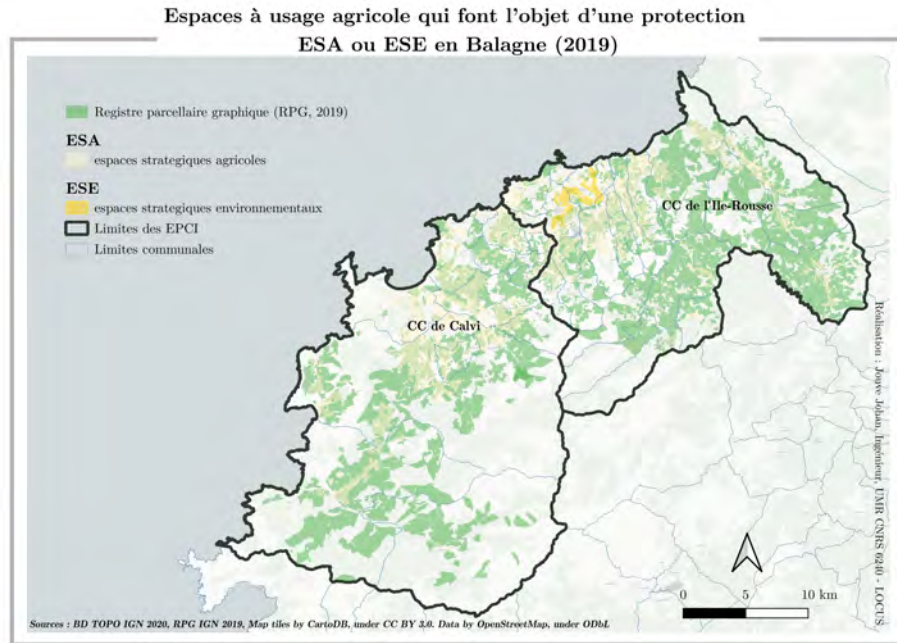 Espaces à usage agricole qui font l'objet d'une protection
ESA ou ESE en Balagne (2019)
Registre parcellaire graphique (RPG, 2019)
ESA
espaces strategiques agricoles
ESE
espaces strategiques environnementaux
Limites des EPCI
Limites communales
CC de l'Ile-Rousse
CC de Calvi
Réalisation : Jouve Johan, Ingénieur, UMR CNRS 6240 - LOCUS.
0 5 10 km
Sources : BD TOPO IGN 2020, RPG IGN 2019, Map tiles by CartoDB, under CC BY 3.0. Data by OpenStreetMap, under ODbL